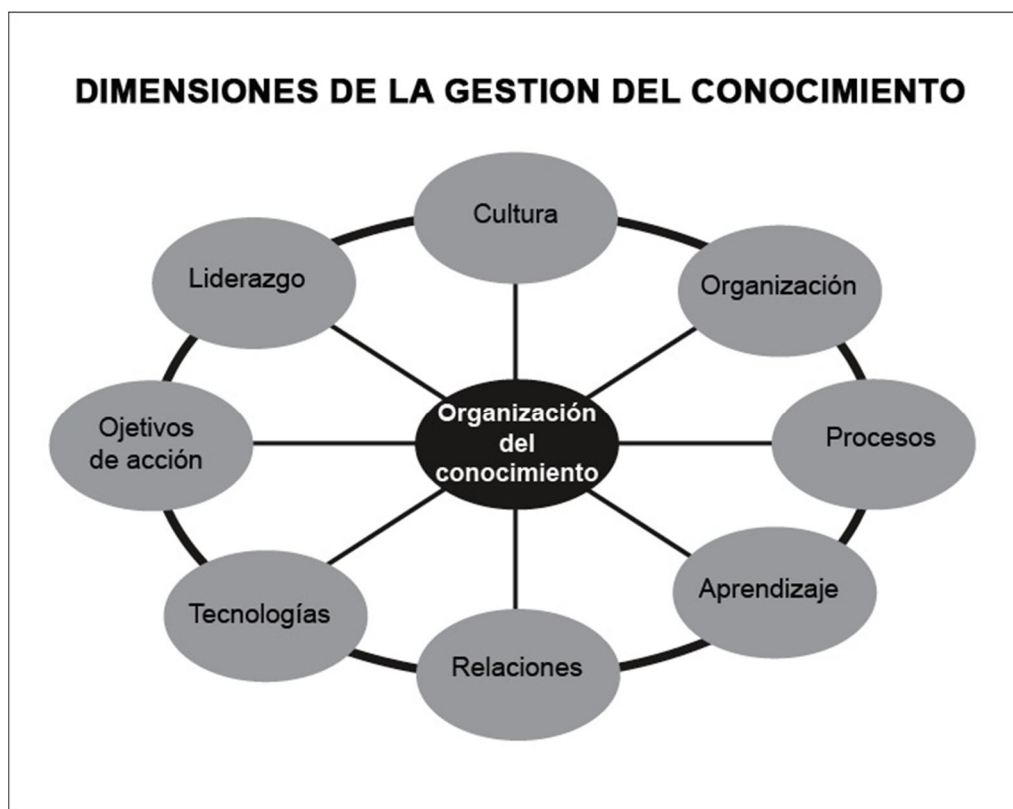 DIMENSIONES DE LA GESTION DEL CONOCIMIENTO
Cultura
Liderazgo
Organización
Ojetivos
de acción
Organización
del
conocimiento
Procesos
Tecnologías
Aprendizaje
Relaciones